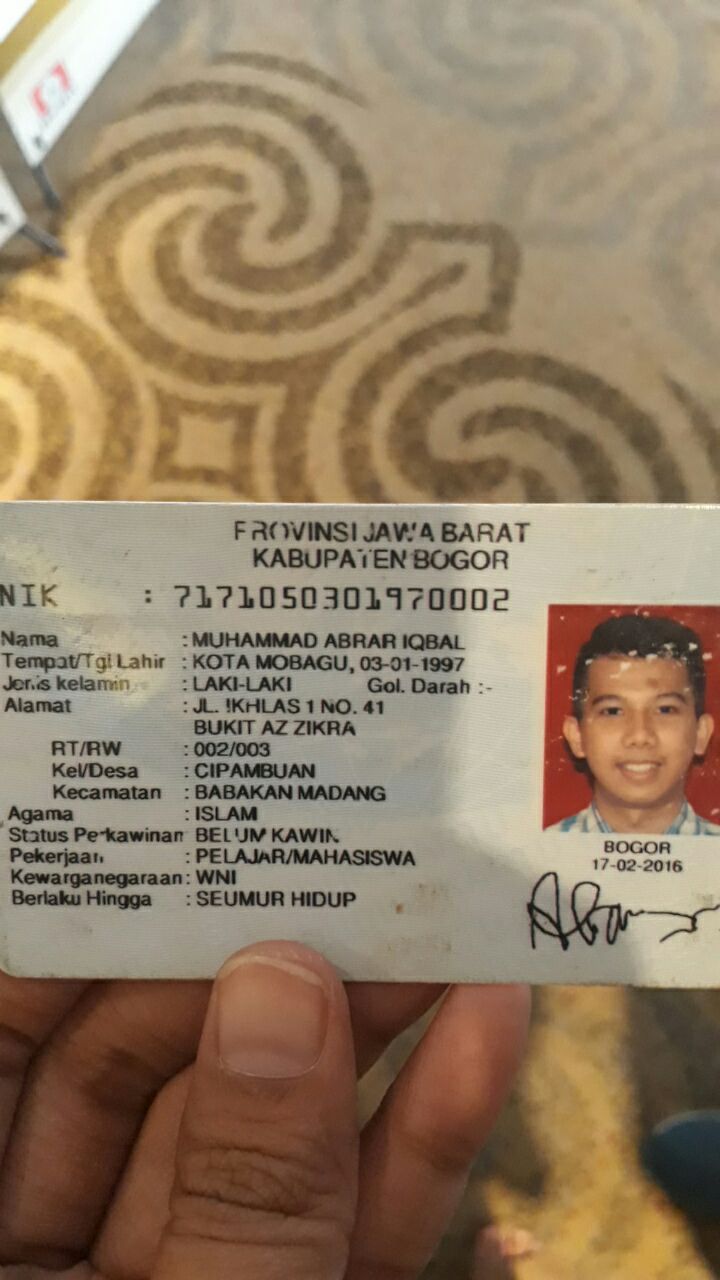 PROVINSI JAWA BARAT
KABUPATEN BOGOR
NIK : 7171050301970002
Nama : MUHAMMAD ABRAR IQBAL
Tempat/Tgl Lahir : KOTA MOBAGU, 03-01-1997
Jenis kelamin : LAKI-LAKI Gol. Darah :-
Alamat : JL. IKHLAS 1 NO. 41
BUKIT AZ ZIKRA
RT/RW : 002/003
Kel/Desa : CIPAMBUAN
Kecamatan : BABAKAN MADANG
Agama : ISLAM
Status Perkawinan BELUM KAWIN
Pekerjaan : PELAJAR/MAHASISWA
Kewarganegaraan : WNI
Berlaku Hingga : SEUMUR HIDUP
BOGOR
17-02-2016